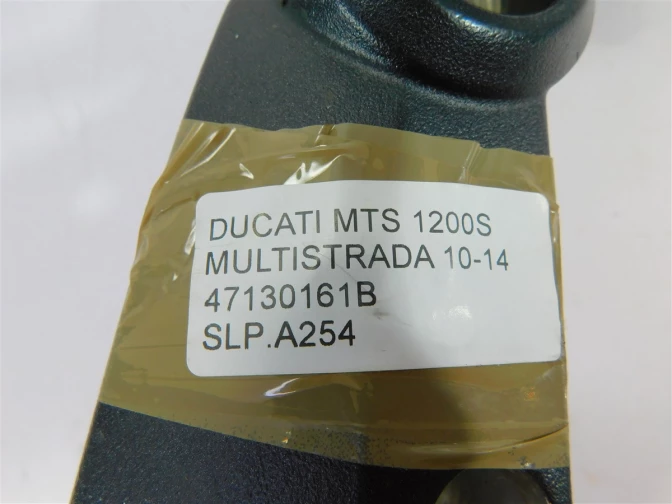 DUCATI MTS 1200S
MULTISTRADA 10-14
47130161B
SLP.A254